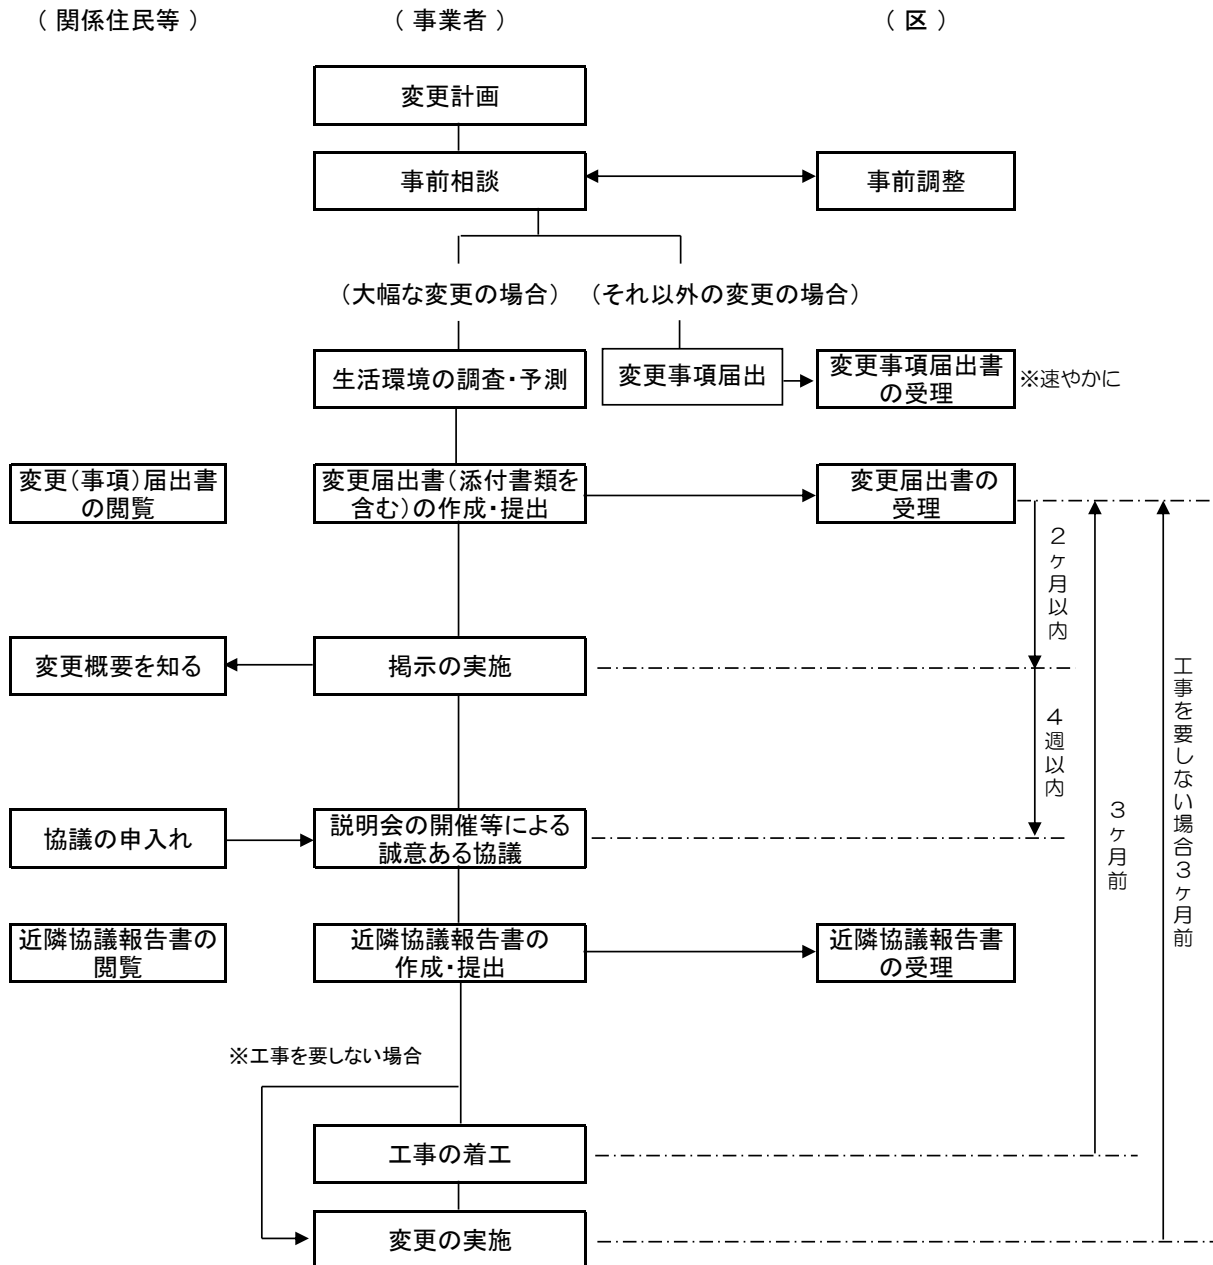 （ 関係住民等 ）
（ 事業者 ）
（ 区 ）
変更計画
事前相談
事前調整
（大幅な変更の場合）
（それ以外の変更の場合）
生活環境の調査・予測
変更事項届出
変更事項届出書
の受理
※速やかに
変更（事項）届出書
の閲覧
変更届出書（添付書類を
含む）の作成・提出
変更届出書の
受理
2ヶ月以内
変更概要を知る
掲示の実施
4週以内
工事を要しない場合3ヶ月前
3ヶ月前
協議の申入れ
説明会の開催等による
誠意ある協議
近隣協議報告書の
閲覧
近隣協議報告書の
作成・提出
近隣協議報告書
の受理
※工事を要しない場合
工事の着工
変更の実施